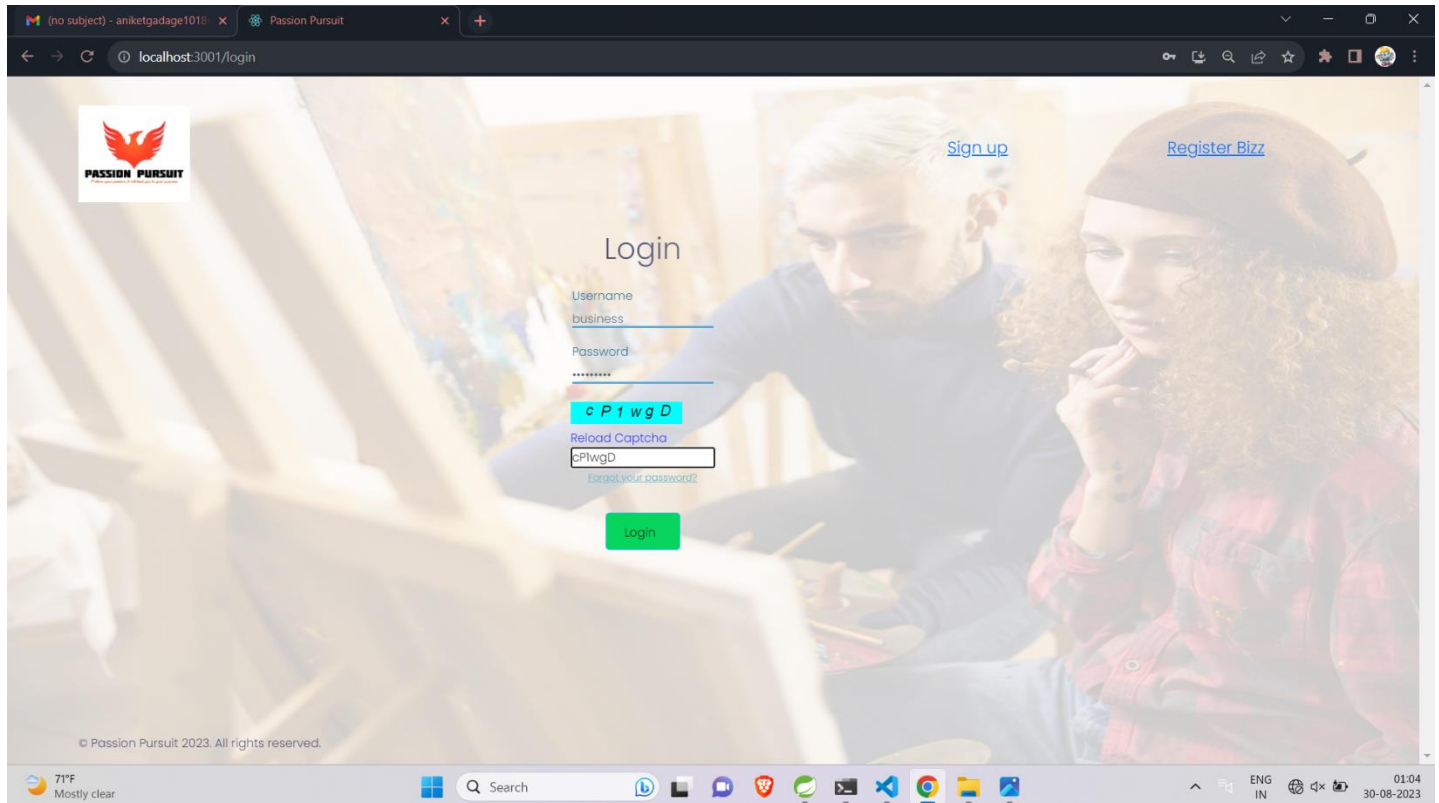 (no subject) - aniketgadage1018
Passion Pursuit
localhost:3001/login
PASSION PURSUIT
Sign up
Register Bizz
Login
Username
business
Password
•••••••••
c P 1 w g D
Reload Captcha
cP1wgD
Forgot your password?
Login
© Passion Pursuit 2023. All rights reserved.
71°F
Mostly clear
Search
ENG
IN
01:04
30-08-2023